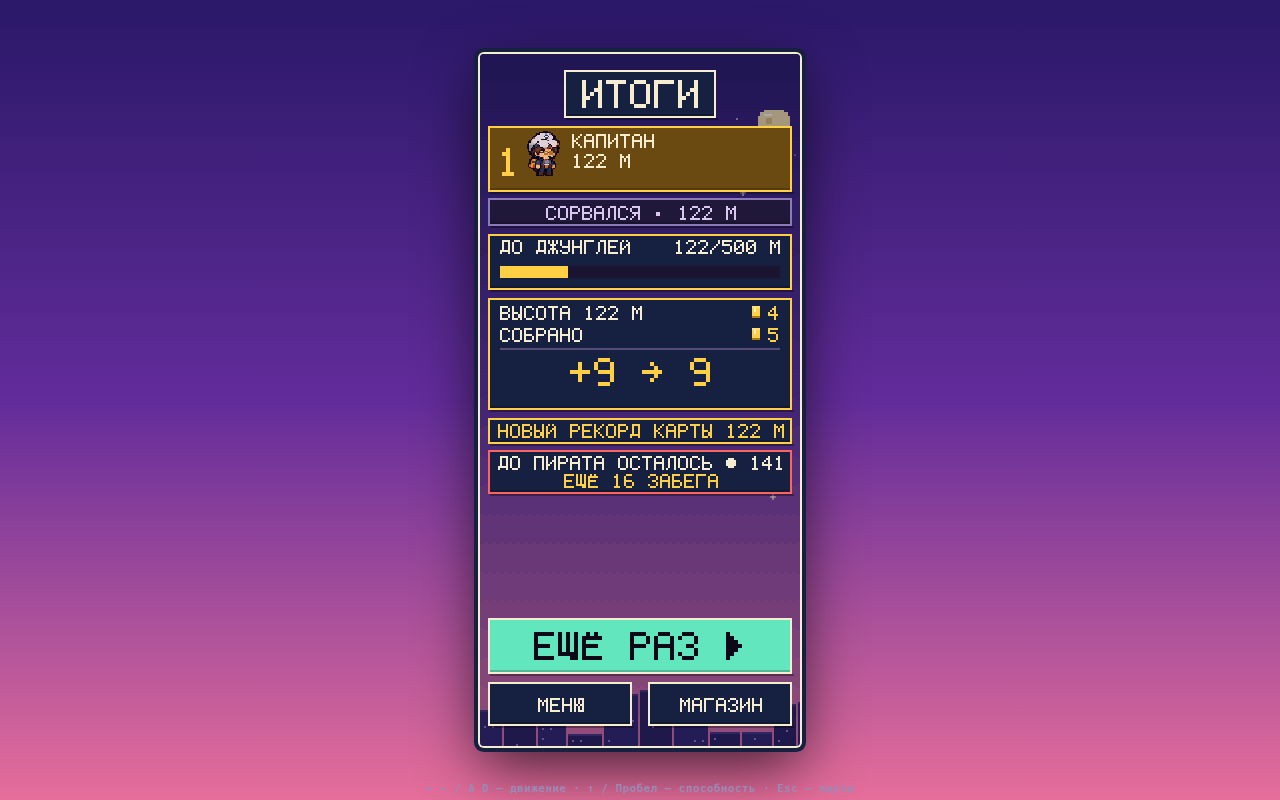 ИТОГИ
1
КАПИТАН
122 М
СОРВАЛСЯ · 122 М
ДО ДЖУНГЛЕЙ 122/500 М
ВЫСОТА 122 М 4
СОБРАНО 5
+9 → 9
НОВЫЙ РЕКОРД КАРТЫ 122 М
ДО ПИРАТА ОСТАЛОСЬ ● 141
ЕЩЁ 16 ЗАБЕГА
ЕЩЁ РАЗ ▶
МЕНЮ
МАГАЗИН
A D — движение · ↑ / Пробел — способность · Esc —